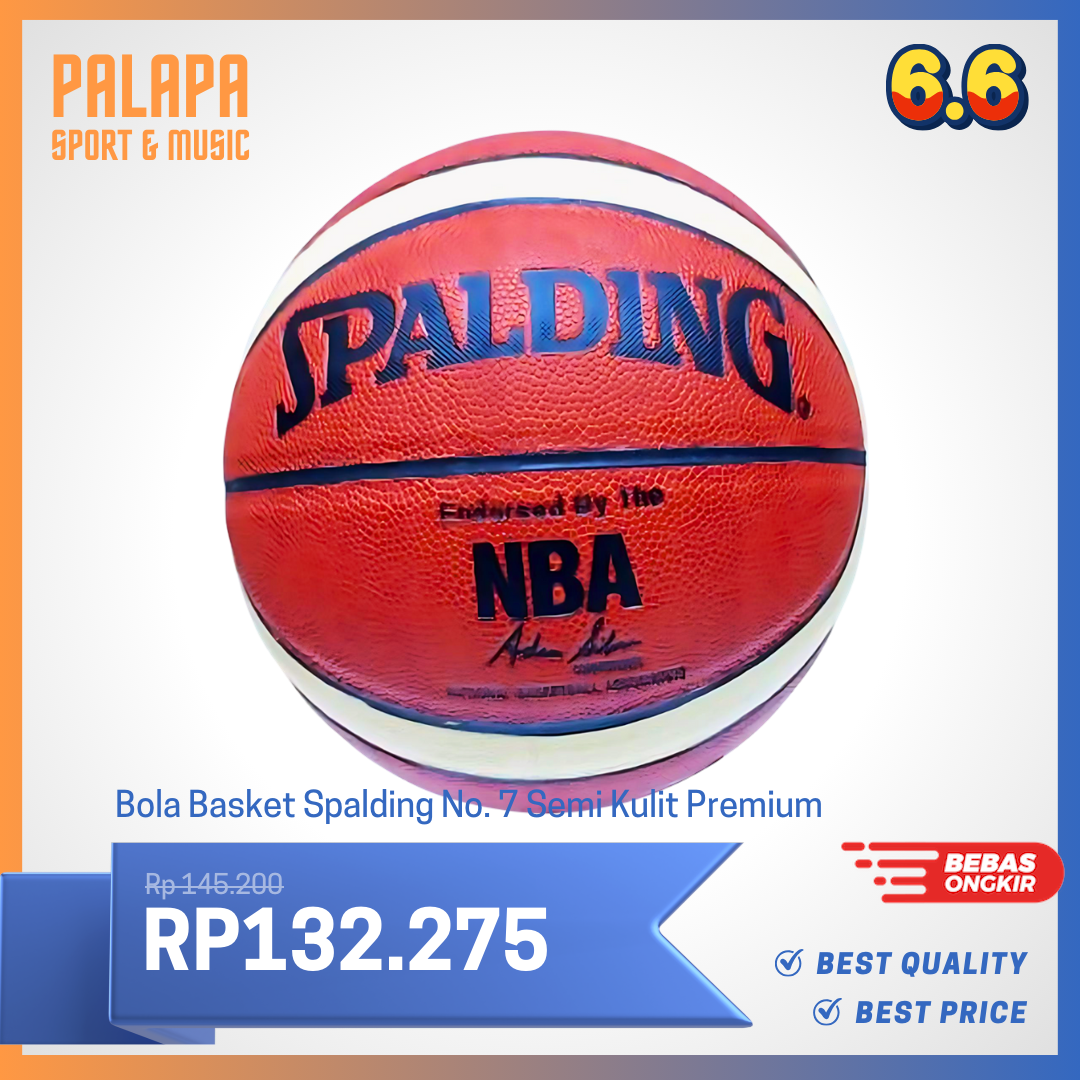 PALAPA
SPORT & MUSIC
6.6
SPALDING
Endorsed By The
NBA
Bola Basket Spalding No. 7 Semi Kulit Premium
Rp 145.200
RP132.275
BEBAS
ONGKIR
BEST QUALITY
BEST PRICE